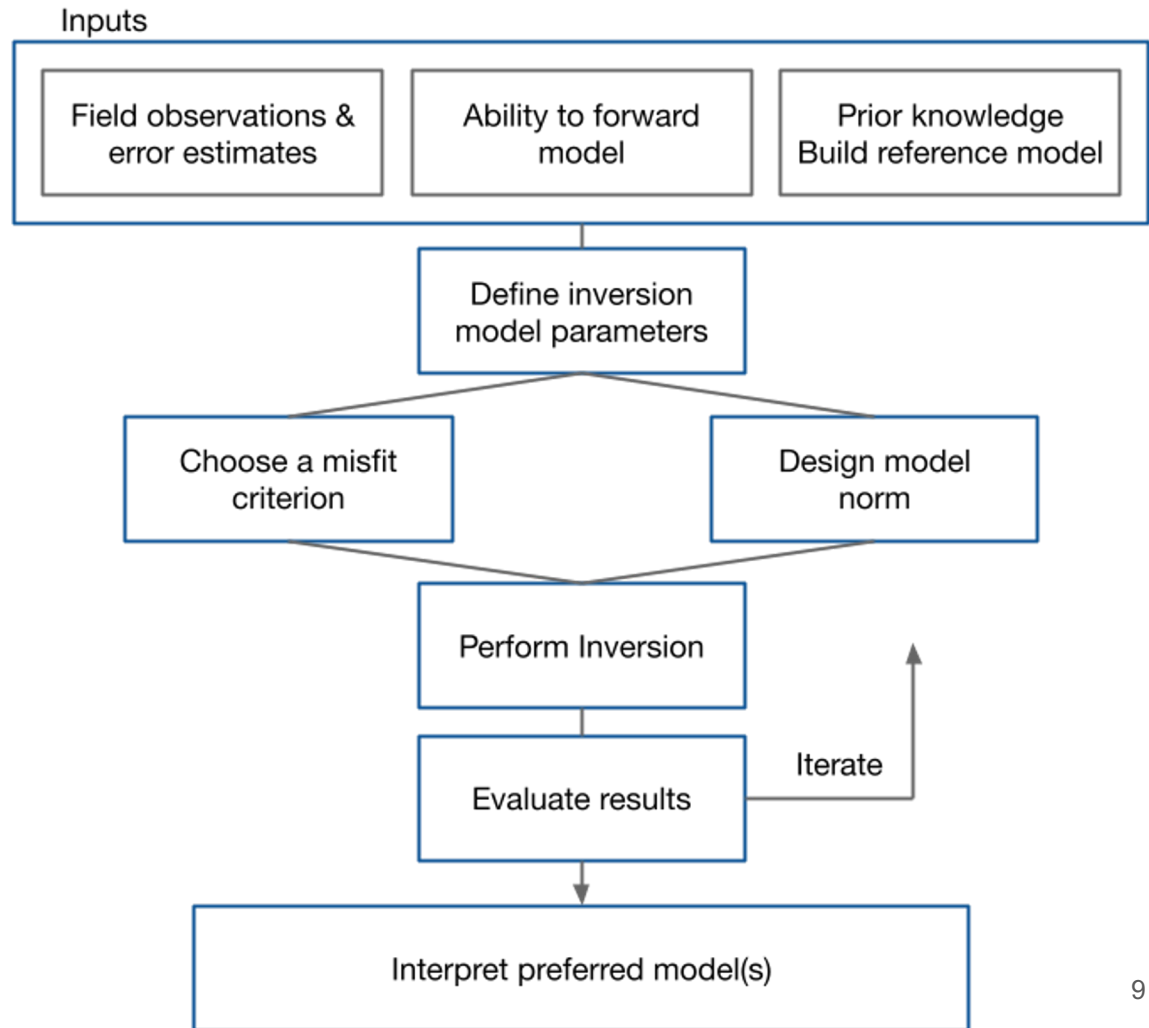 Inputs
Field observations &
error estimates
Ability to forward
model
Prior knowledge
Build reference model
Define inversion
model parameters
Choose a misfit
criterion
Design model
norm
Perform Inversion
Evaluate results
Iterate
Interpret preferred model(s)
9